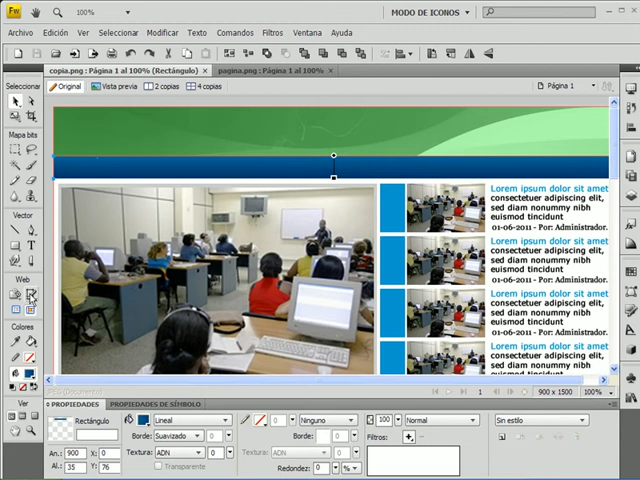 Fw 100% MODO DE ICONOS
Archivo Edición Ver Seleccionar Modificar Texto Comandos Filtros Ventana Ayuda
copia.png : Página 1 al 100% (Rectángulo) pagina.png : Página 1 al 100%
Original Vista previa 2 copias 4 copias Página 1
Seleccionar
Mapa bits
Vector
Web
Colores
Ver
Lorem ipsum dolor sit amet
consectetuer adipiscing elit,
sed diam nonummy nibh
euismod tincidunt
01-06-2011 - Por: Administrador.
Lorem ipsum dolor sit amet
consectetuer adipiscing elit,
sed diam nonummy nibh
euismod tincidunt
01-06-2011 - Por: Administrador.
Lorem ipsum dolor sit amet
consectetuer adipiscing elit,
sed diam nonummy nibh
euismod tincidunt
01-06-2011 - Por: Administrador.
Lorem ipsum dolor sit amet
consectetuer adipiscing elit,
sed diam nonummy nibh
1 900 x 1500 100%
PROPIEDADES PROPIEDADES DE SÍMBOLO
Rectángulo Lineal 0 Ninguno 100 Normal Sin estilo
Borde: Suavizado 0 Borde: 0 Filtros:
Textura: ADN 0 Textura: ADN 0
Transparente Redondez: 0 %
An.: 900 X: 0
Al.: 35 Y: 76